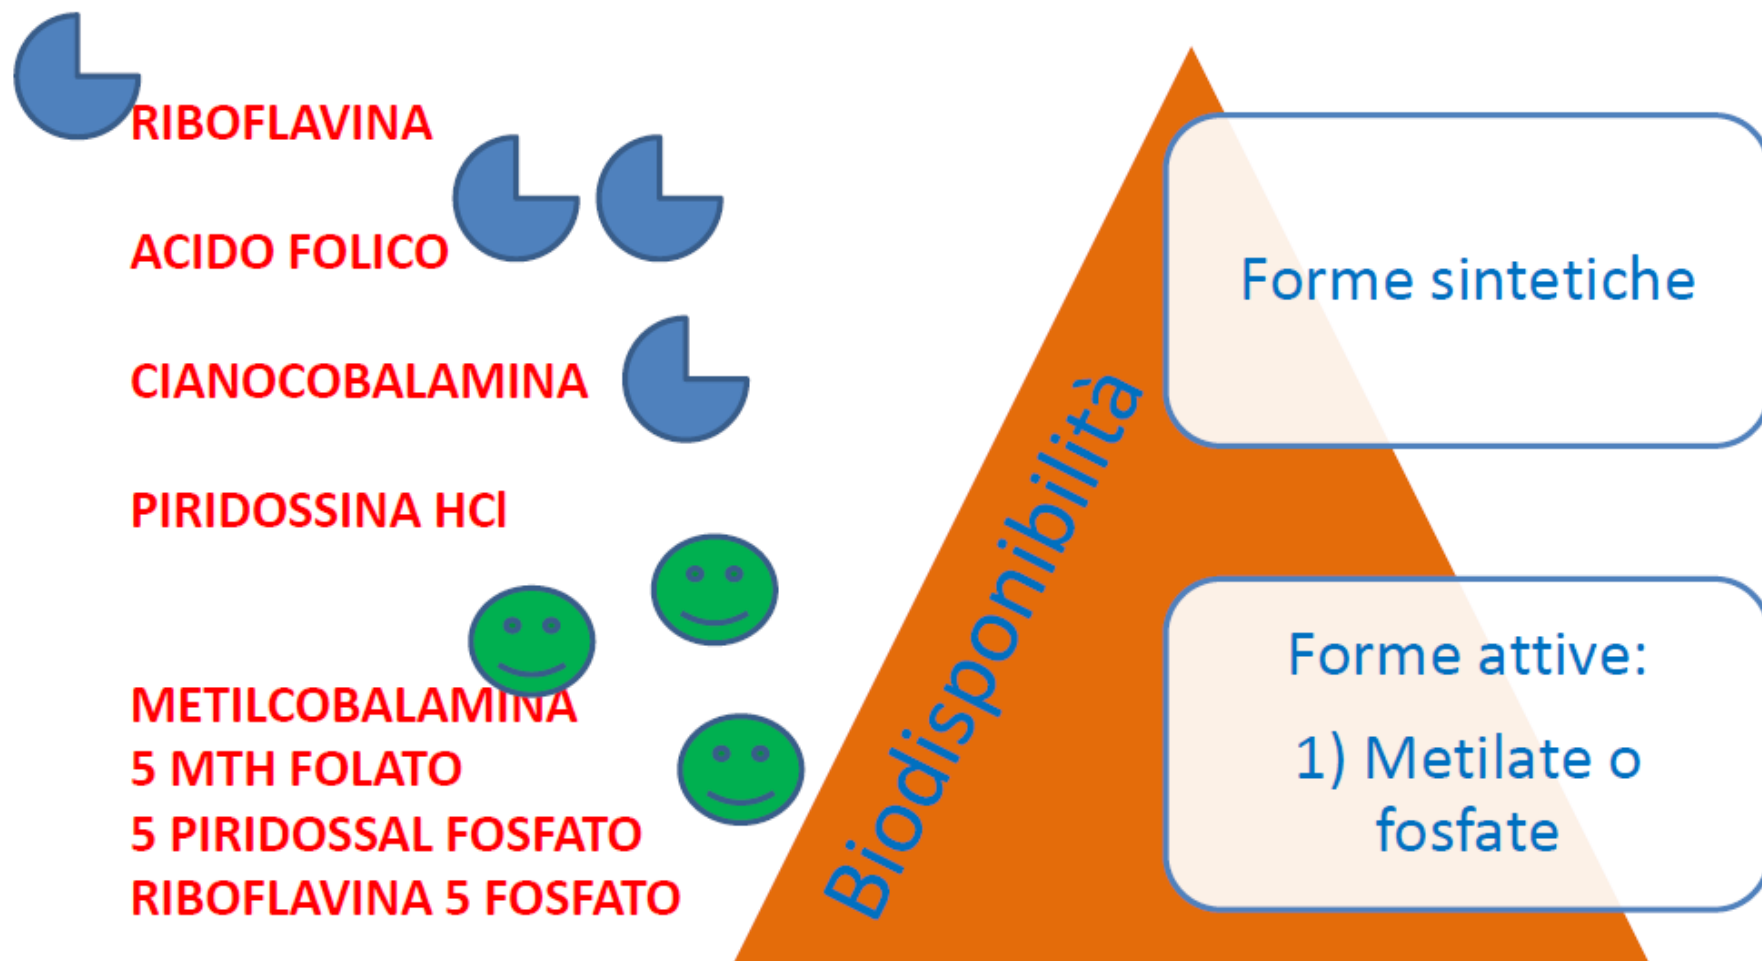 RIBOFLAVINA
ACIDO FOLICO
CIANOCOBALAMINA
PIRIDOSSINA HCl
METILCOBALAMINA
5 MTH FOLATO
5 PIRIDOSSAL FOSFATO
RIBOFLAVINA 5 FOSFATO
Biodisponibilità
Forme sintetiche
Forme attive:
1) Metilate o
fosfate